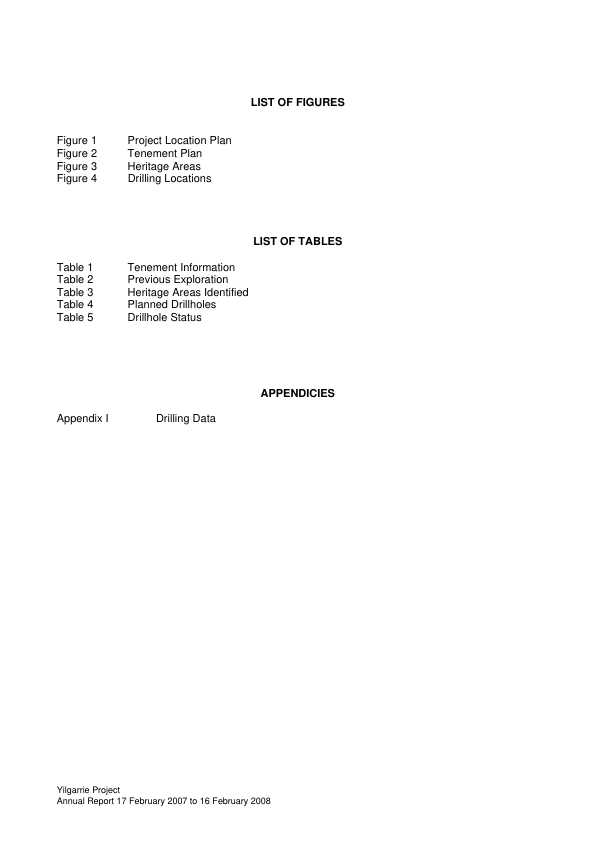 LIST OF FIGURES
Figure 1 Project Location Plan
Figure 2 Tenement Plan
Figure 3 Heritage Areas
Figure 4 Drilling Locations
LIST OF TABLES
Table 1 Tenement Information
Table 2 Previous Exploration
Table 3 Heritage Areas Identified
Table 4 Planned Drillholes
Table 5 Drillhole Status
APPENDICIES
Appendix I Drilling Data
Yilgarrie Project
Annual Report 17 February 2007 to 16 February 2008